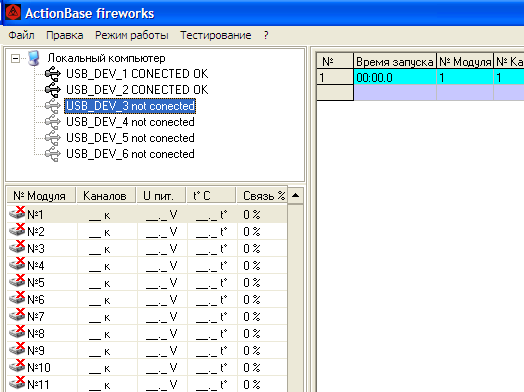 ActionBase fireworks
Файл Правка Режим работы Тестирование ?
Локальный компьютер
USB_DEV_1 CONECTED OK
USB_DEV_2 CONECTED OK
USB_DEV_3 not conected
USB_DEV_4 not conected
USB_DEV_5 not conected
USB_DEV_6 not conected
№ Время запуска № Модуля № Ка
1 00:00.0 1 1
№ Модуля Каналов U пит. t° C Связь %
№1 __ к __._ V __._ t° 0 %
№2 __ к __._ V __._ t° 0 %
№3 __ к __._ V __._ t° 0 %
№4 __ к __._ V __._ t° 0 %
№5 __ к __._ V __._ t° 0 %
№6 __ к __._ V __._ t° 0 %
№7 __ к __._ V __._ t° 0 %
№8 __ к __._ V __._ t° 0 %
№9 __ к __._ V __._ t° 0 %
№10 __ к __._ V __._ t° 0 %
№11 __ к __._ V __._ t° 0 %